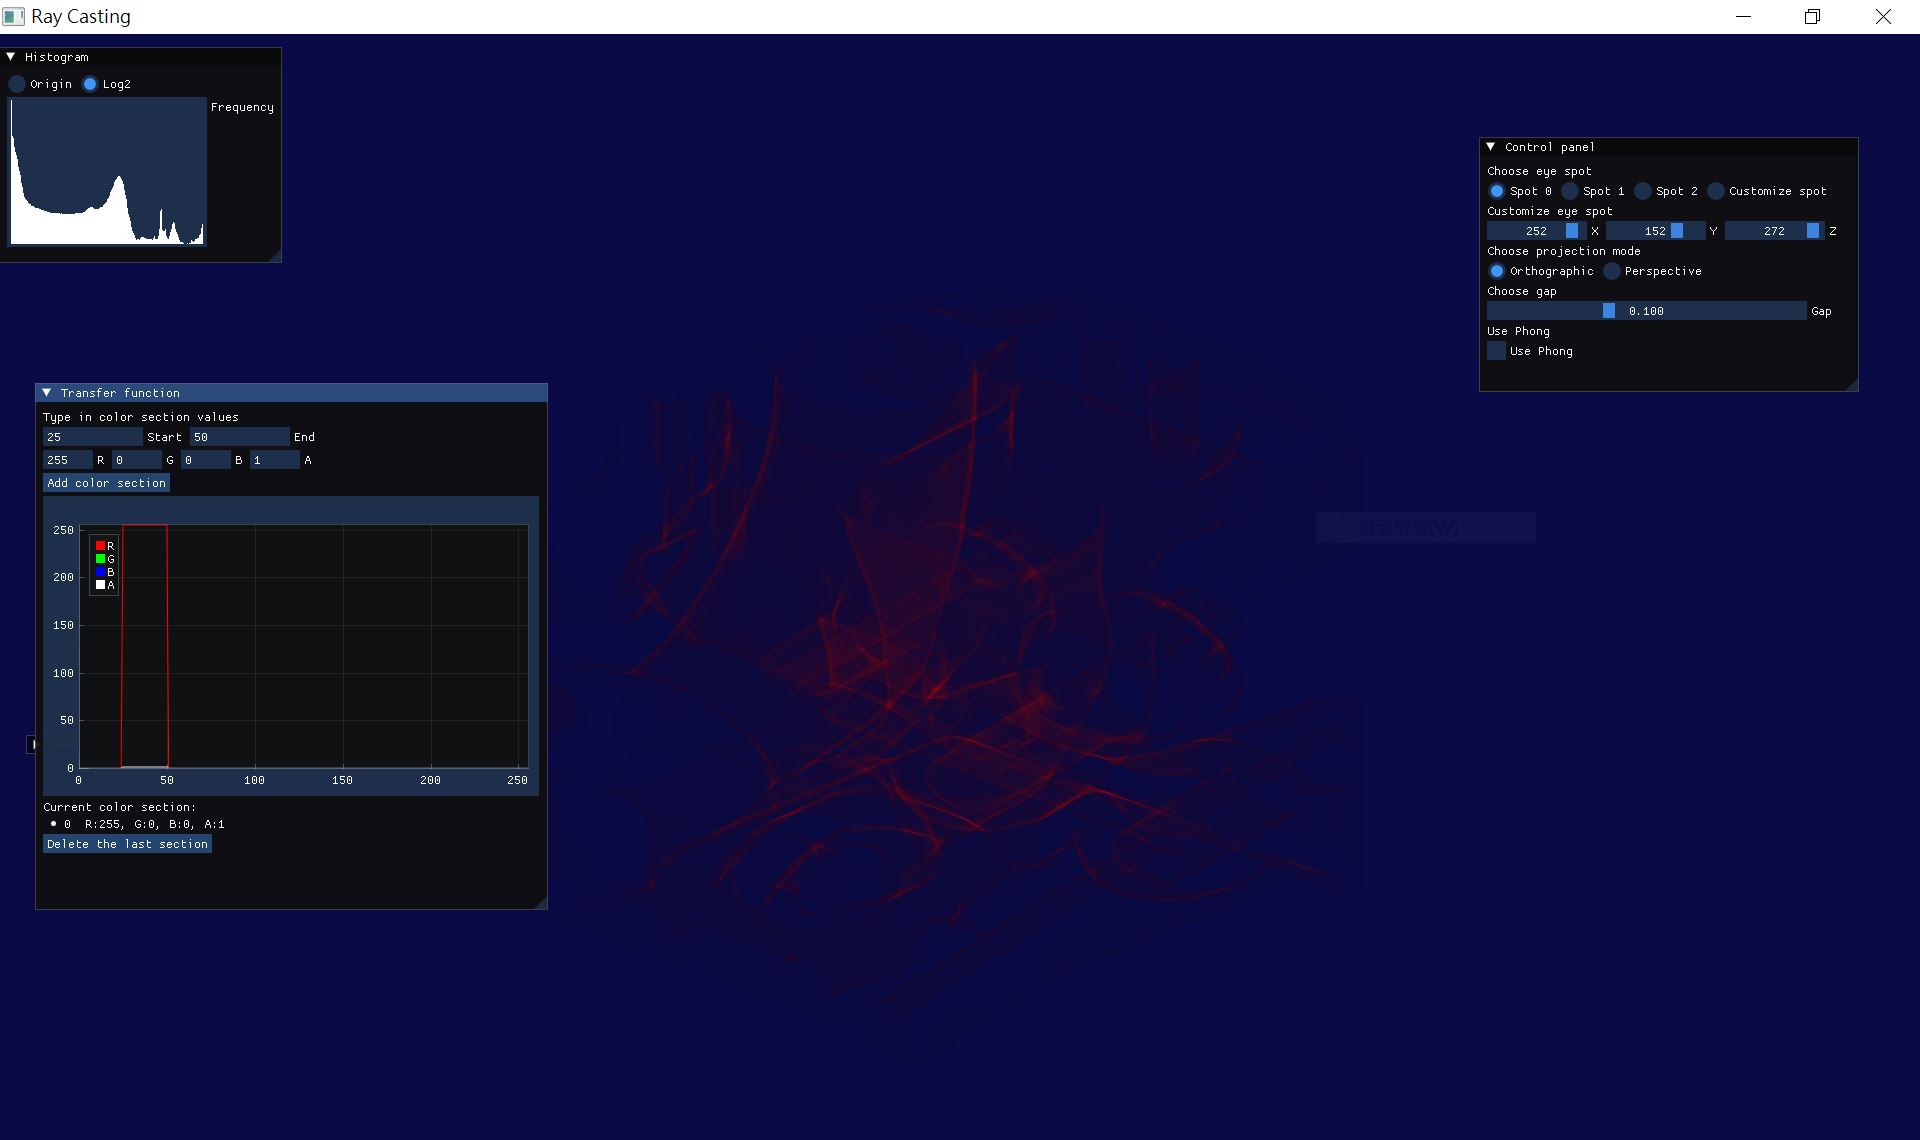 Ray Casting
Histogram
Origin Log2
Frequency
Control panel
Choose eye spot
Spot 0 Spot 1 Spot 2 Customize spot
Customize eye spot
252 X 152 Y 272 Z
Choose projection mode
Orthographic Perspective
Choose gap
0.100 Gap
Use Phong
Use Phong
Transfer function
Type in color section values
25 Start 50 End
255 R 0 G 0 B 1 A
Add color section
250
R
G
B
A
200
150
100
50
0
0 50 100 150 200 250
Current color section:
0 R:255, G:0, B:0, A:1
Delete the last section
視窗剪取(W)